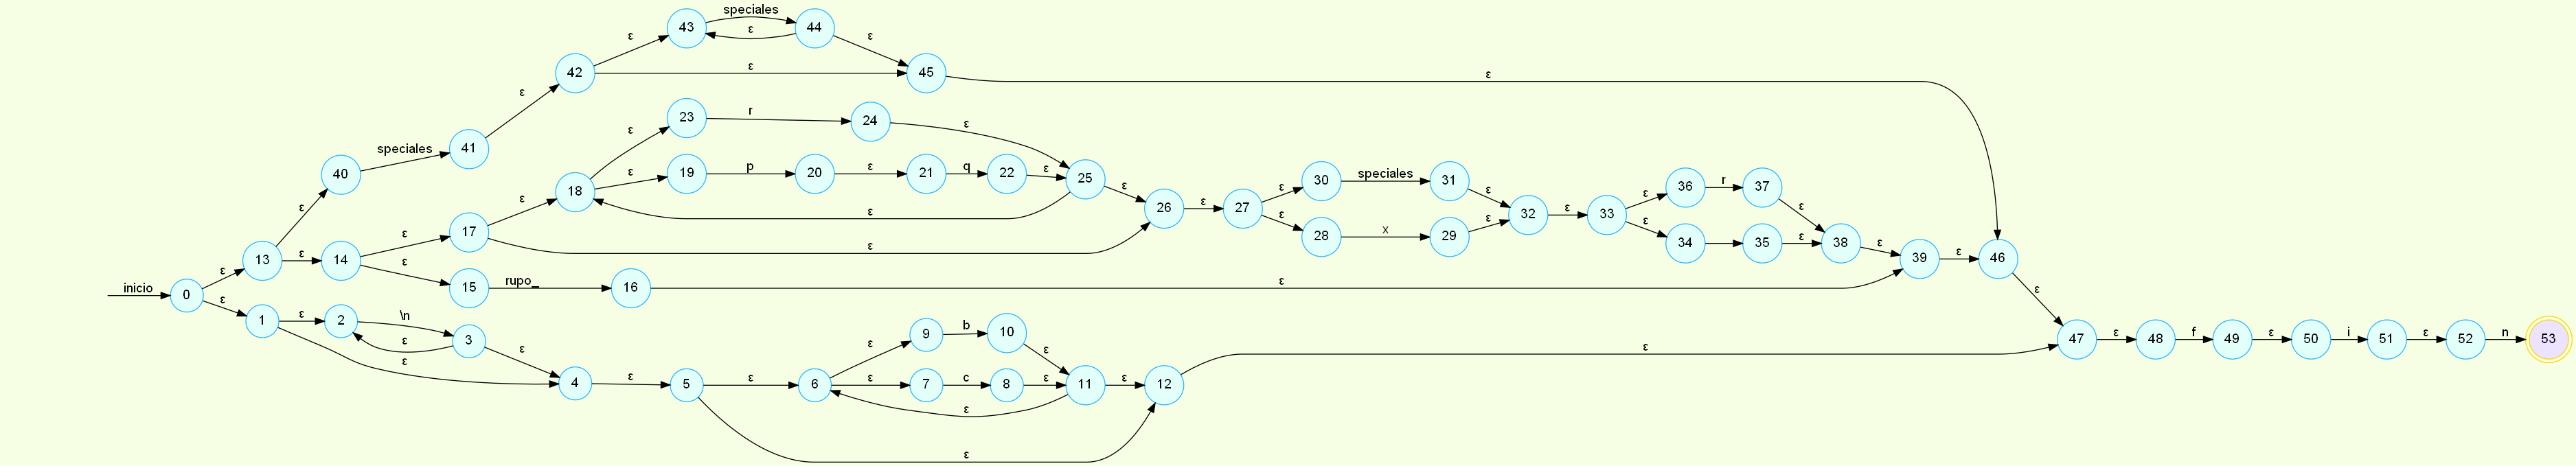 speciales
43 ε 44
ε ε
42 ε 45 ε
ε
23 r 24 ε
ε
speciales 41
40
18 ε 19 p 20 ε 21 q 22 ε 25
ε
30 speciales 31
ε
36 r 37
ε
ε
ε
26 ε 27
ε
ε
32 ε 33
ε
ε
17
ε
ε
28 x 29
ε
34 35 ε 38
ε
13 ε 14
ε
ε
39 ε 46
inicio 0
ε
ε
15 rupo_ 16 ε
ε
1 ε 2 \n 3
ε
ε
ε
4 ε 5 ε 6
ε
9 b 10
ε
ε 7 c 8 ε 11 ε 12
ε
ε
ε
47 ε 48 f 49 ε 50 i 51 ε 52 n 53